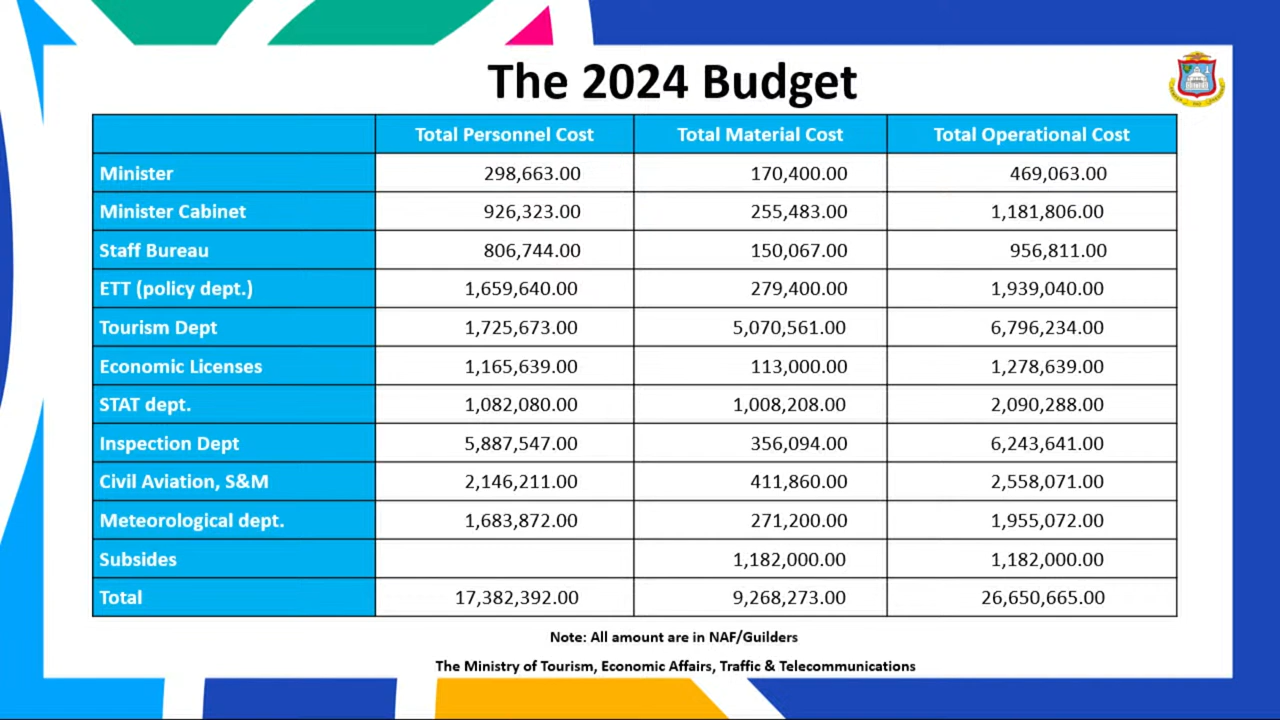 The 2024 Budget
Total Personnel Cost Total Material Cost Total Operational Cost
Minister 298,663.00 170,400.00 469,063.00
Minister Cabinet 926,323.00 255,483.00 1,181,806.00
Staff Bureau 806,744.00 150,067.00 956,811.00
ETT (policy dept.) 1,659,640.00 279,400.00 1,939,040.00
Tourism Dept 1,725,673.00 5,070,561.00 6,796,234.00
Economic Licenses 1,165,639.00 113,000.00 1,278,639.00
STAT dept. 1,082,080.00 1,008,208.00 2,090,288.00
Inspection Dept 5,887,547.00 356,094.00 6,243,641.00
Civil Aviation, S&M 2,146,211.00 411,860.00 2,558,071.00
Meteorological dept. 1,683,872.00 271,200.00 1,955,072.00
Subsides 1,182,000.00 1,182,000.00
Total 17,382,392.00 9,268,273.00 26,650,665.00
Note: All amount are in NAF/Guilders
The Ministry of Tourism, Economic Affairs, Traffic & Telecommunications